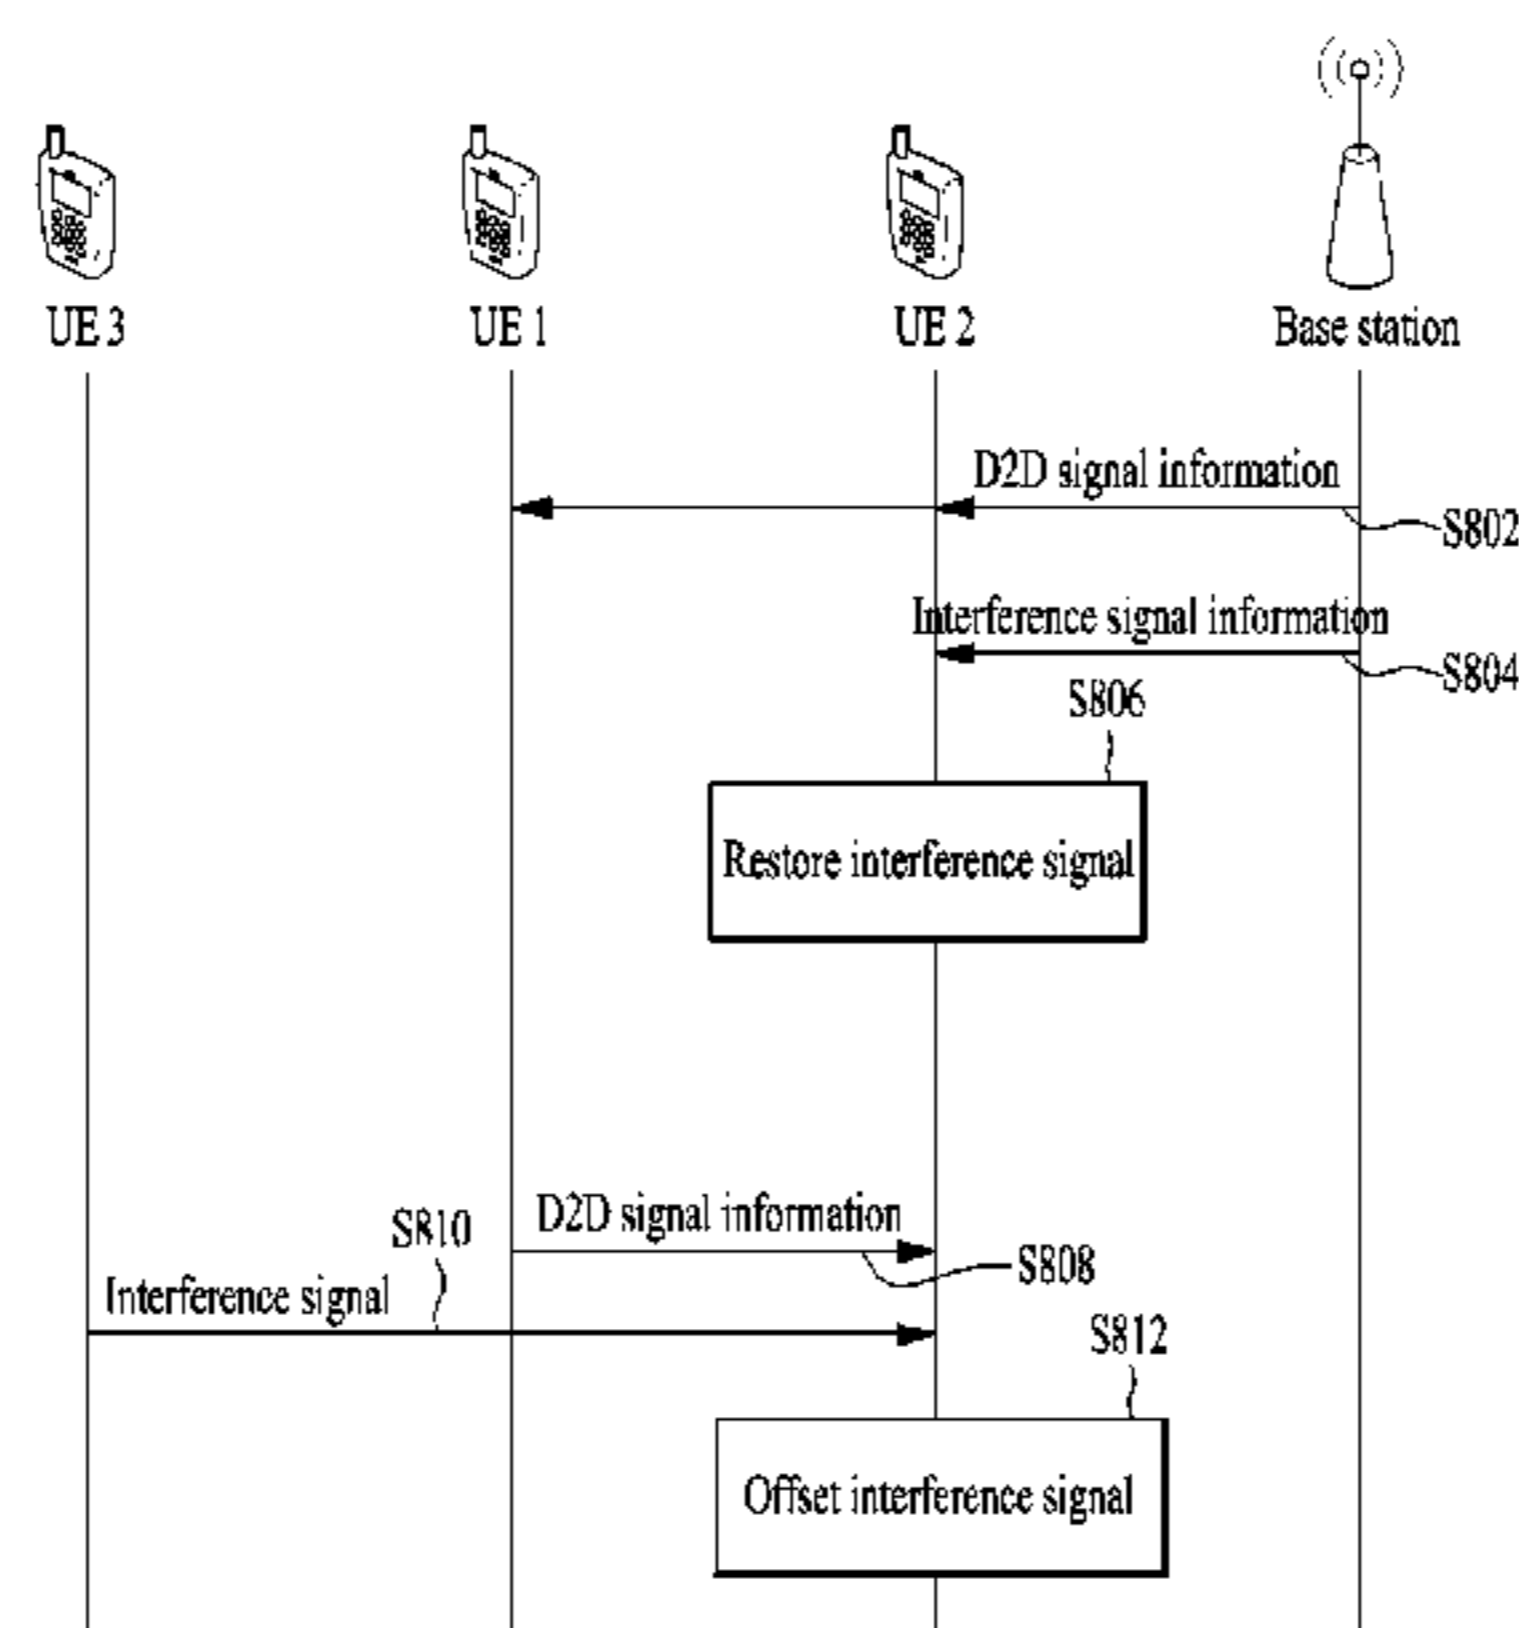 UE 3
UE 1
UE 2
Base station
D2D signal information
S802
Interference signal information
S804
S806
Restore interference signal
D2D signal information
S810
S808
Interference signal
S812
Offset interference signal